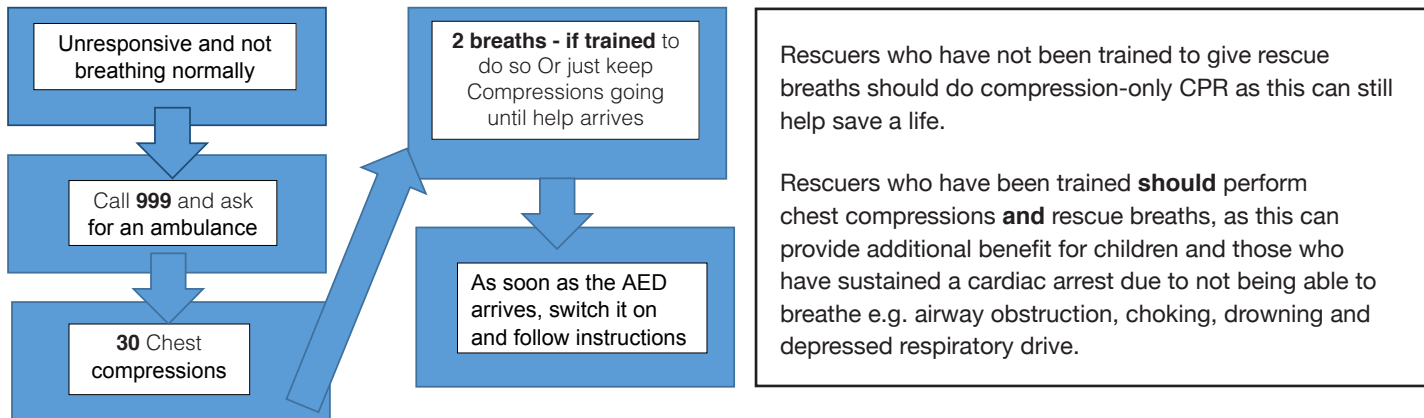 Unresponsive and not
breathing normally
Call 999 and ask
for an ambulance
30 Chest
compressions
2 breaths - if trained to
do so Or just keep
Compressions going
until help arrives
As soon as the AED
arrives, switch it on
and follow instructions
Rescuers who have not been trained to give rescue
breaths should do compression-only CPR as this can still
help save a life.
Rescuers who have been trained should perform
chest compressions and rescue breaths, as this can
provide additional benefit for children and those who
have sustained a cardiac arrest due to not being able to
breathe e.g. airway obstruction, choking, drowning and
depressed respiratory drive.